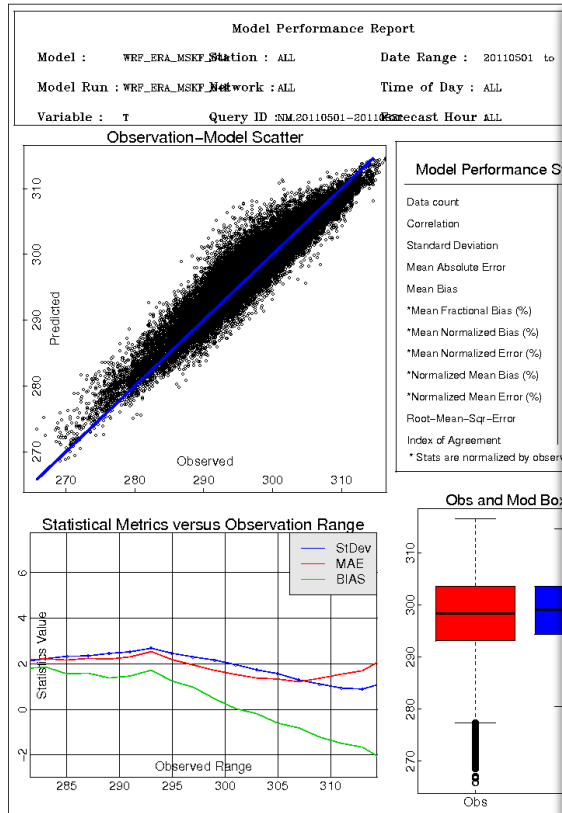 Model Performance Report
Model : WRF_ERA_MSKF_ Station : ALL Date Range : 20110501 to
Model Run : WRF_ERA_MSKF_ Network : ALL Time of Day : ALL
Variable : T Query ID : NM.20110501-2011 Forecast Hour : ALL
Observation-Model Scatter
310
300
290
280
270
Predicted
Observed
270 280 290 300 310
Model Performance S
Data count
Correlation
Standard Deviation
Mean Absolute Error
Mean Bias
*Mean Fractional Bias (%)
*Mean Normalized Bias (%)
*Mean Normalized Error (%)
*Normalized Mean Bias (%)
*Normalized Mean Error (%)
Root-Mean-Sqr-Error
Index of Agreement
* Stats are normalized by observ
Statistical Metrics versus Observation Range
StDev
MAE
BIAS
6
4
2
0
-2
Statistics Value
Observed Range
285 290 295 300 305 310
Obs and Mod Box
310
300
290
280
270
Obs